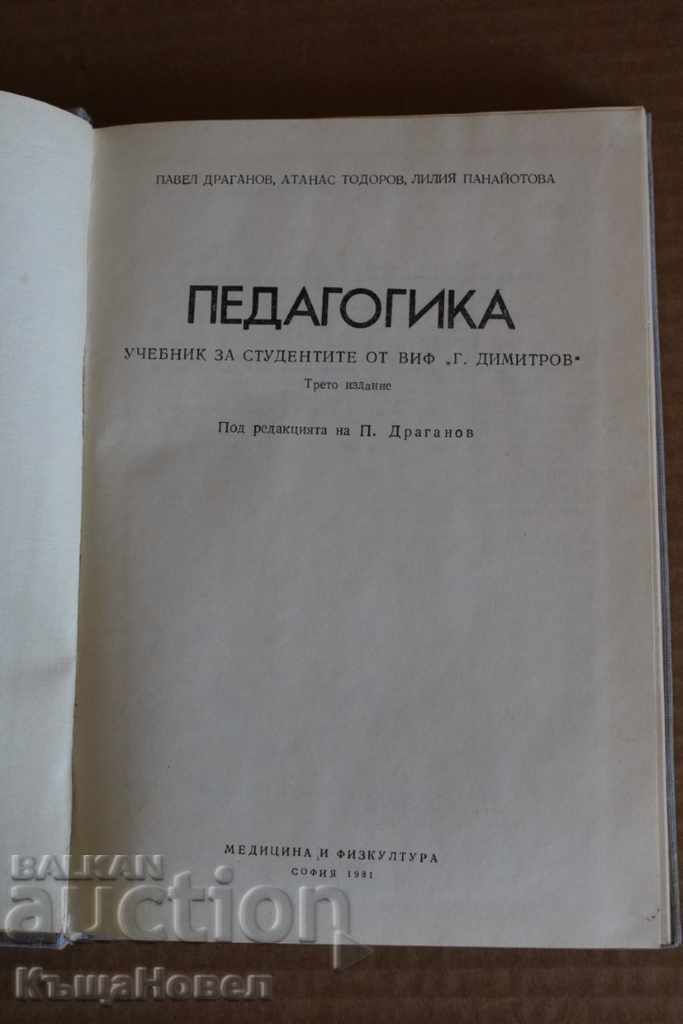 ПАВЕЛ ДРАГАНОВ, АТАНАС ТОДОРОВ, ЛИЛИЯ ПАНАЙОТОВА
ПЕДАГОГИКА
УЧЕБНИК ЗА СТУДЕНТИТЕ ОТ ВИФ „Г. ДИМИТРОВ“
Трето издание
Под редакцията на П. Драганов
МЕДИЦИНА И ФИЗКУЛТУРА
СОФИЯ 1981
BALKAN
auction
КъщаНовел